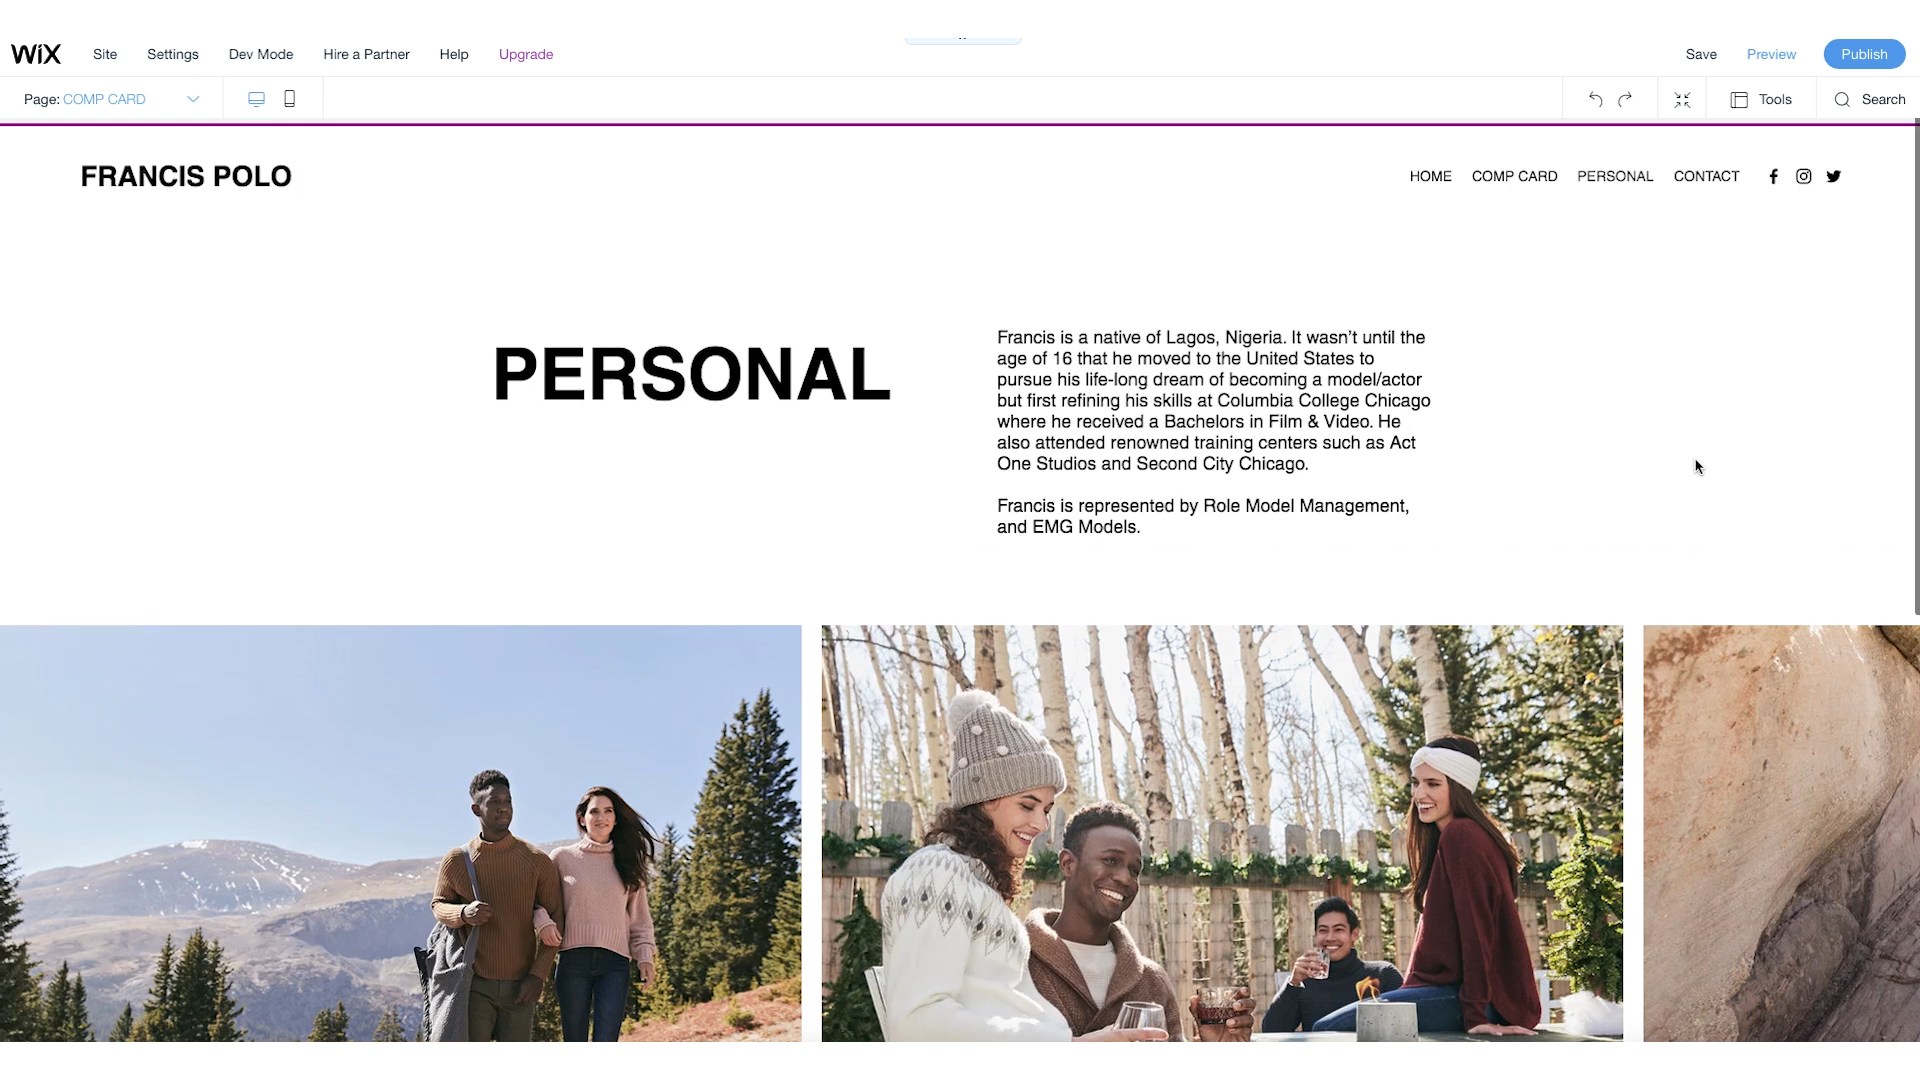 WiX Site Settings Dev Mode Hire a Partner Help Upgrade Save Preview Publish
Page: COMP CARD Tools Search
FRANCIS POLO HOME COMP CARD PERSONAL CONTACT
PERSONAL
Francis is a native of Lagos, Nigeria. It wasn’t until the
age of 16 that he moved to the United States to
pursue his life-long dream of becoming a model/actor
but first refining his skills at Columbia College Chicago
where he received a Bachelors in Film & Video. He
also attended renowned training centers such as Act
One Studios and Second City Chicago.
Francis is represented by Role Model Management,
and EMG Models.